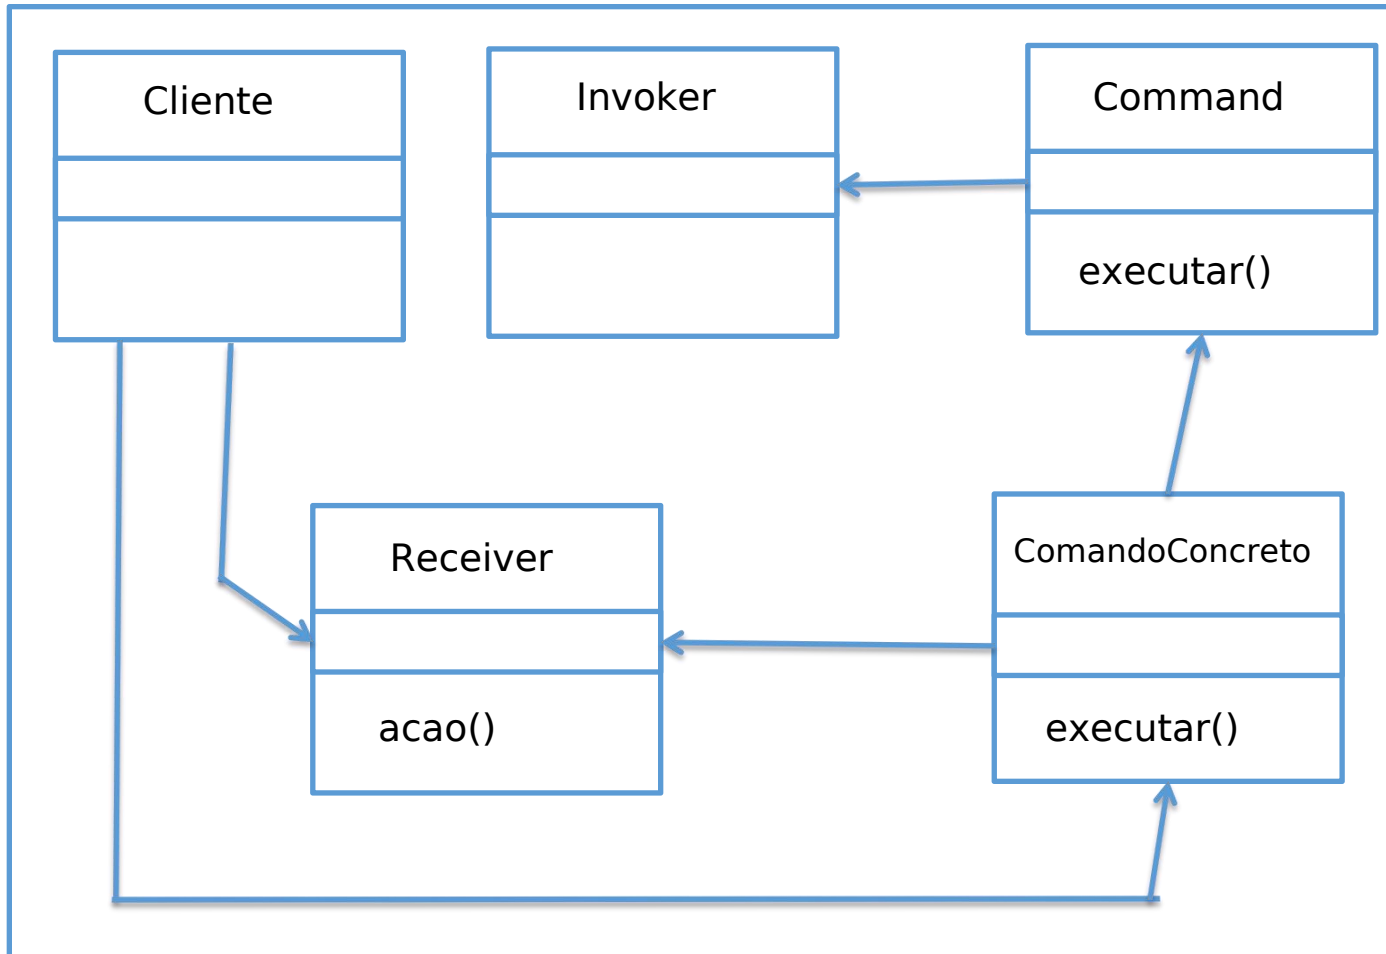 Cliente
Invoker
Command
executar()
Receiver
ComandoConcreto
acao()
executar()